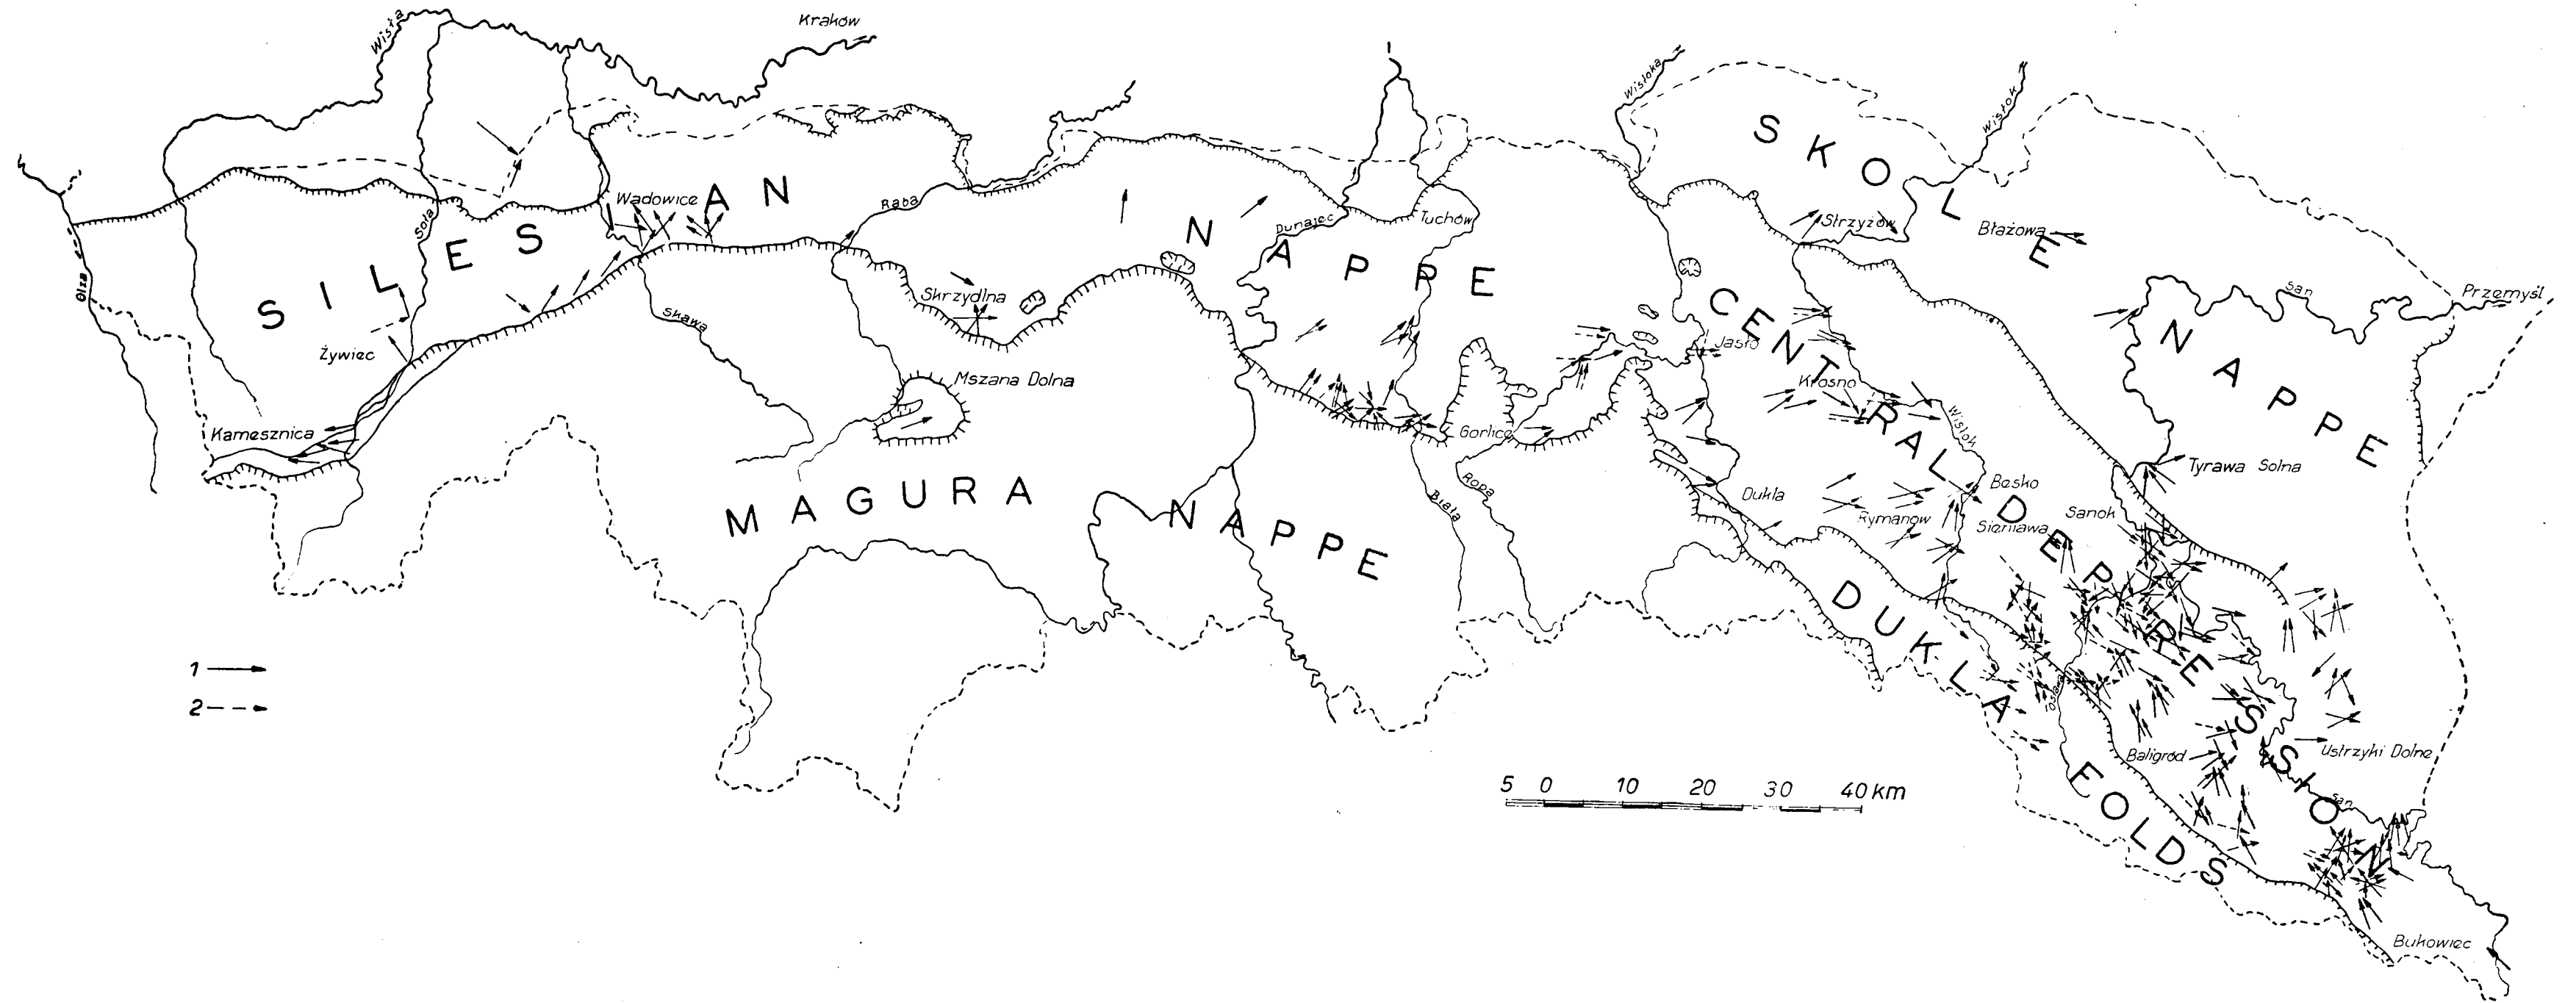 Kraków
Wisła
Wisłoka
Wisłok
SKOLE NAPPE
Strzyżów
Błażowa
San
Przemyśl
Olza
Soła
Wadowice
SILESIAN NAPPE
Raba
Dunajec
Tuchów
Żywiec
Skawa
Skrzydlna
Mszana Dolna
Kamesznica
Gorlice
Jasło
Krosno
CENTRAL DEPRESSION
Wisłok
Tyrawa Solna
Ropa
Biała
Dukla
Rymanów
Besko
Sieniawa
Sanok
MAGURA NAPPE
DUKLA FOLDS
Baligród
Ustrzyki Dolne
San
Bukowiec
1
2
5 0 10 20 30 40 km